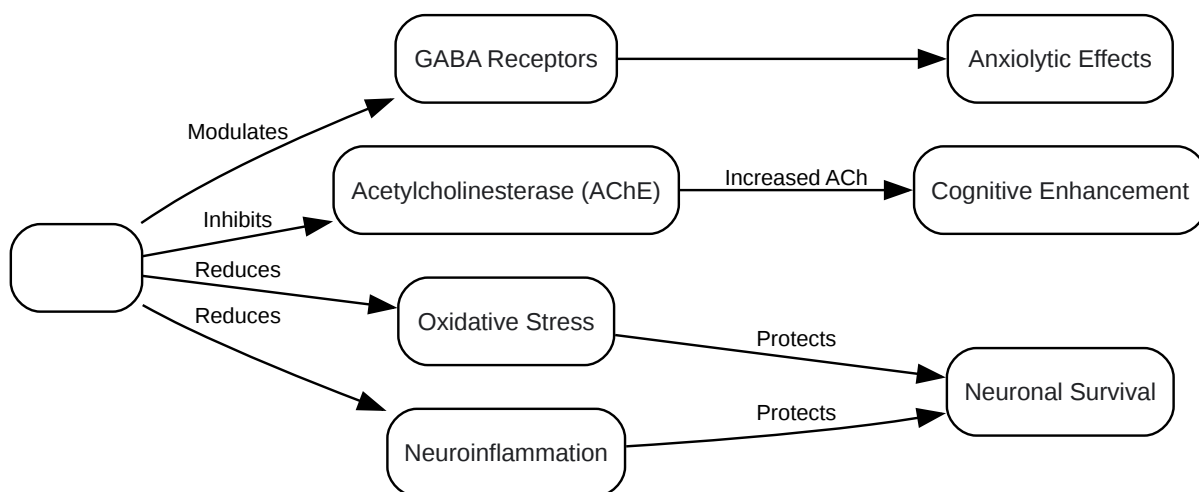 GABA Receptors
Anxiolytic Effects
Modulates
Acetylcholinesterase (AChE)
Increased ACh
Cognitive Enhancement
Inhibits
Reduces
Oxidative Stress
Reduces
Protects
Neuronal Survival
Protects
Neuroinflammation